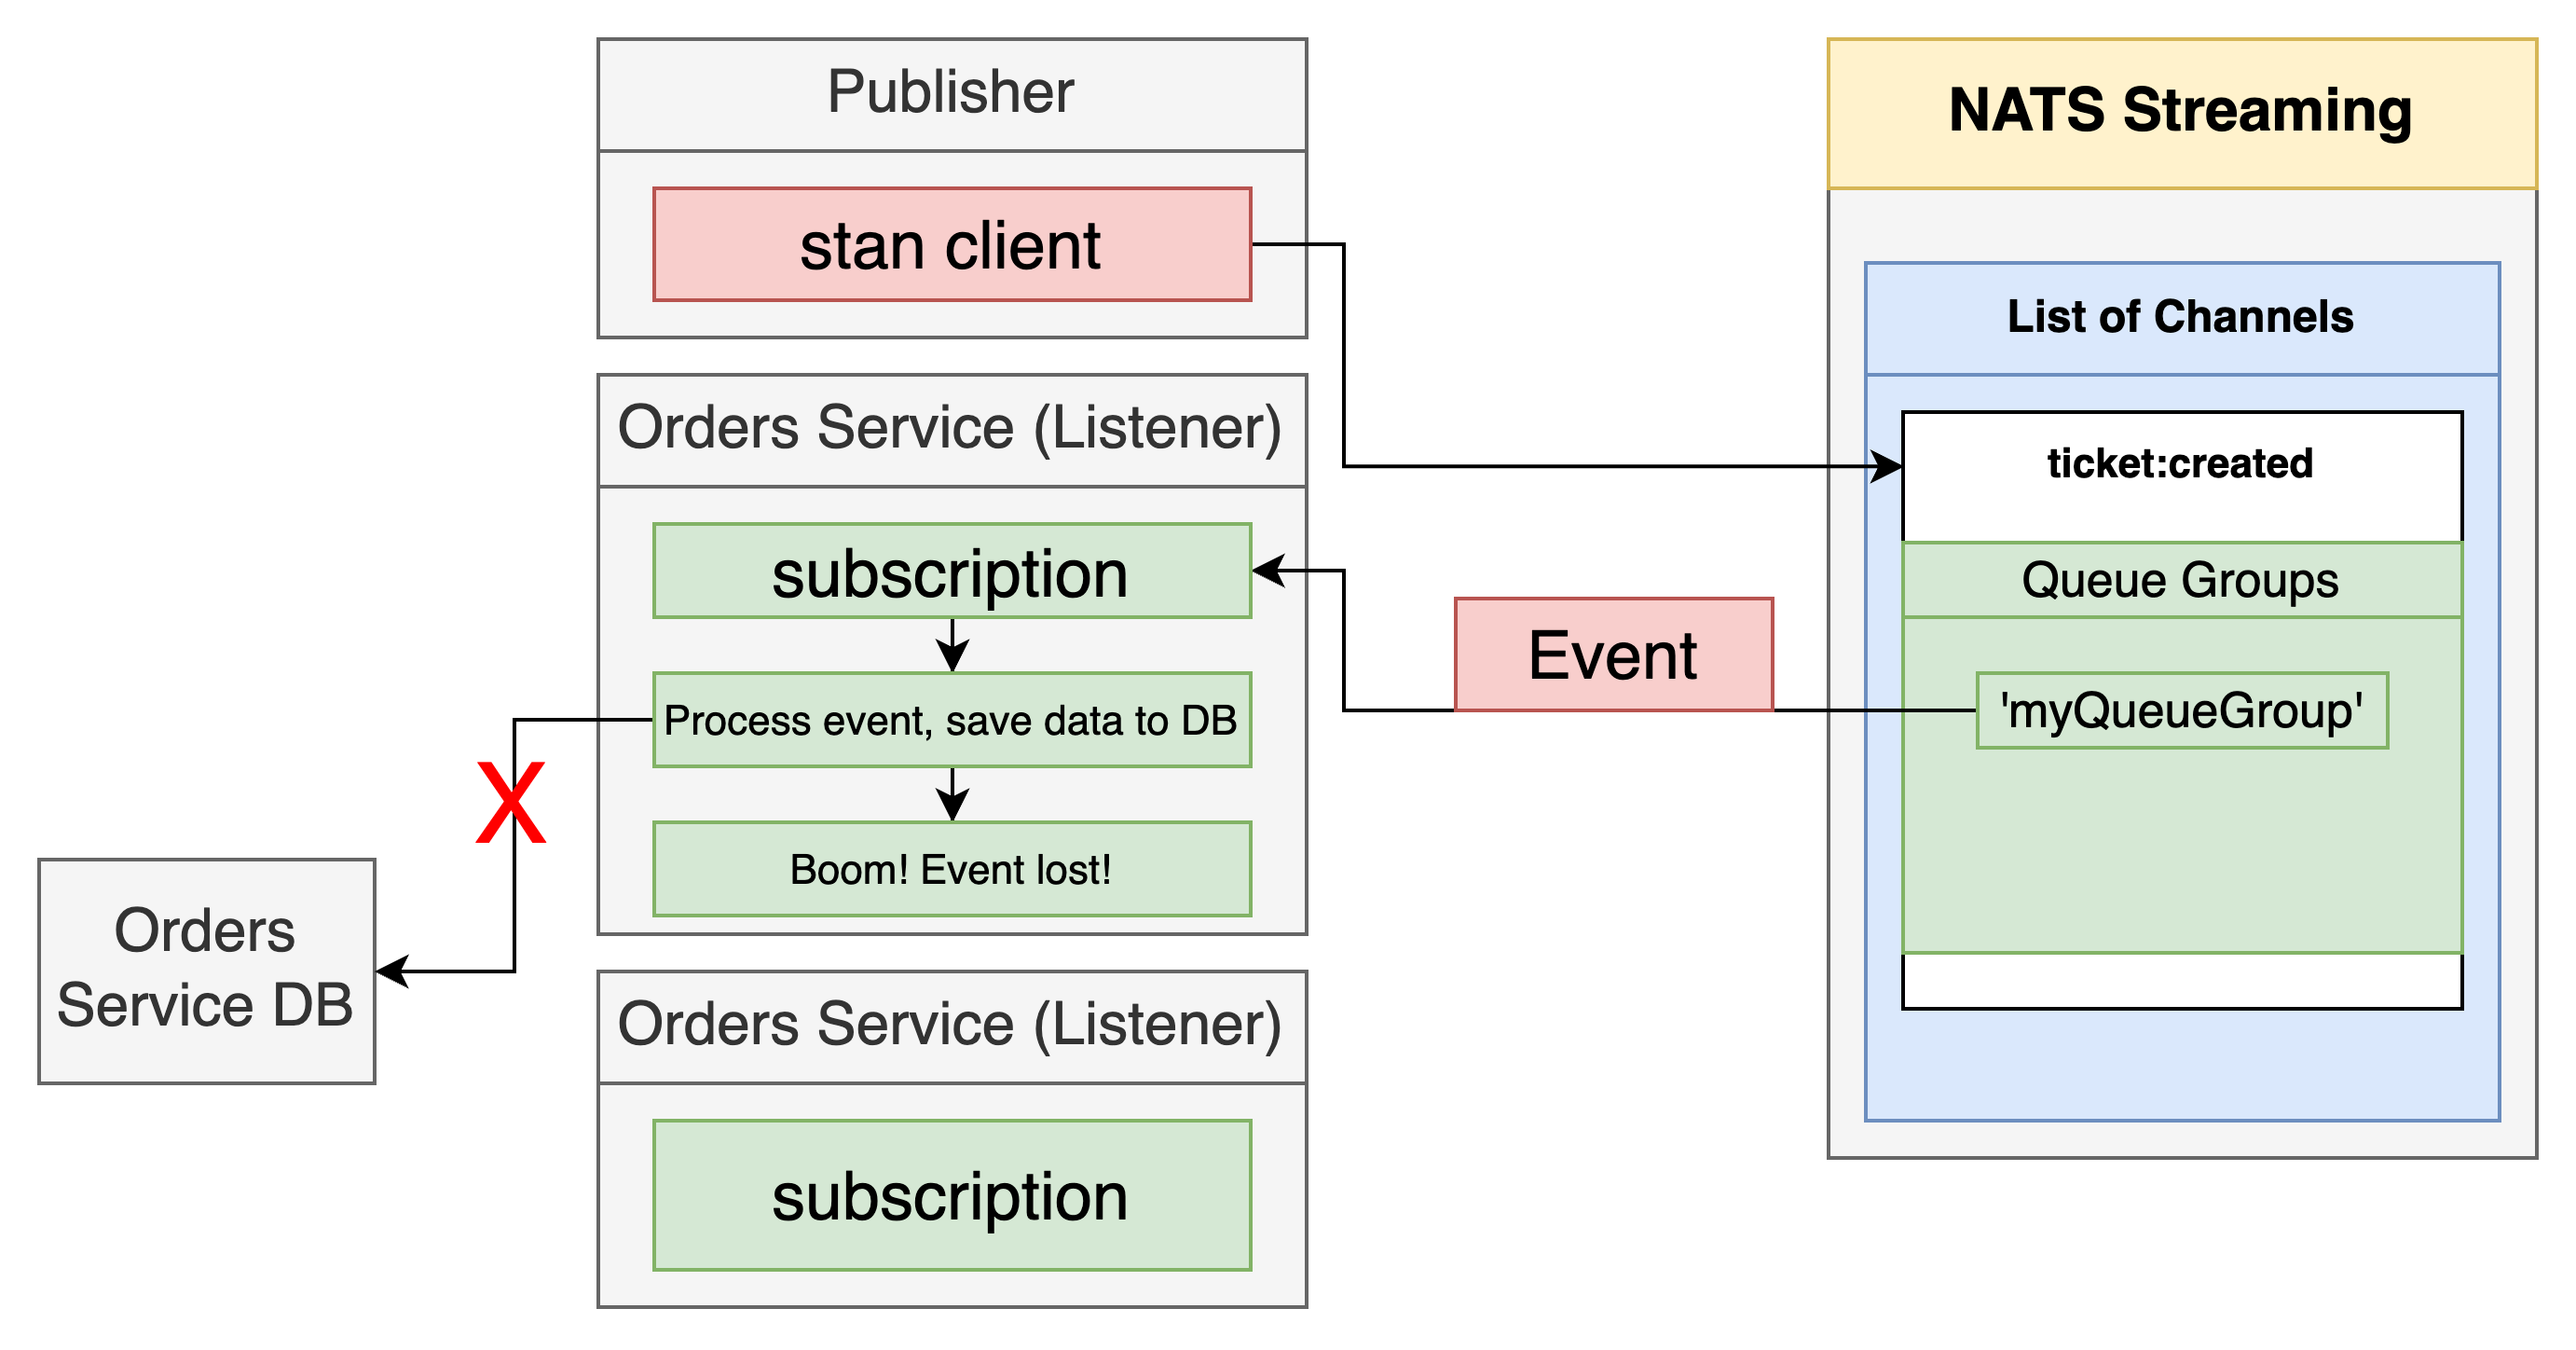 Publisher
stan client
Orders Service (Listener)
subscription
Process event, save data to DB
Boom! Event lost!
Orders Service (Listener)
subscription
Orders
Service DB
X
Event
NATS Streaming
List of Channels
ticket:created
Queue Groups
'myQueueGroup'